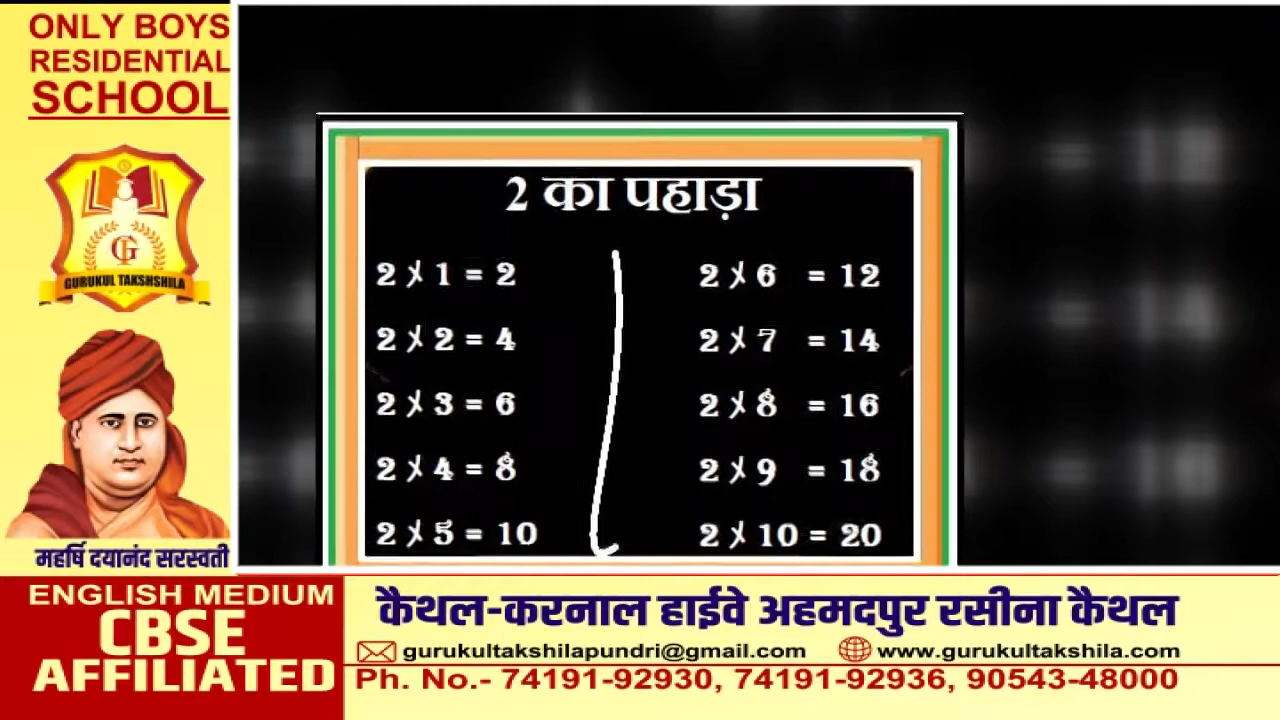 ONLY BOYS
RESIDENTIAL
SCHOOL
GI
GURUKUL TAKSHSHILA
महर्षि दयानंद सरस्वती
2 का पहाड़ा
2 × 1 = 2
2 × 2 = 4
2 × 3 = 6
2 × 4 = 8
2 × 5 = 10
2 × 6 = 12
2 × 7 = 14
2 × 8 = 16
2 × 9 = 18
2 × 10 = 20
ENGLISH MEDIUM
CBSE
AFFILIATED
कैथल-करनाल हाईवे अहमदपुर रसीना कैथल
gurukultakshilapundri@gmail.com www.gurukultakshila.com
Ph. No.- 74191-92930, 74191-92936, 90543-48000